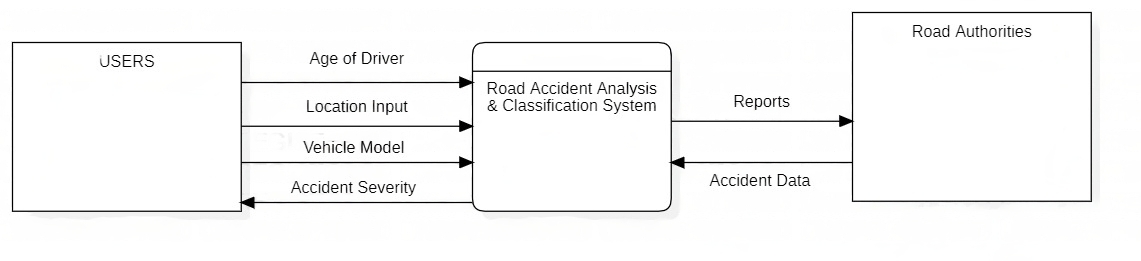 USERS
Age of Driver
Location Input
Vehicle Model
Accident Severity
Road Accident Analysis
& Classification System
Reports
Accident Data
Road Authorities